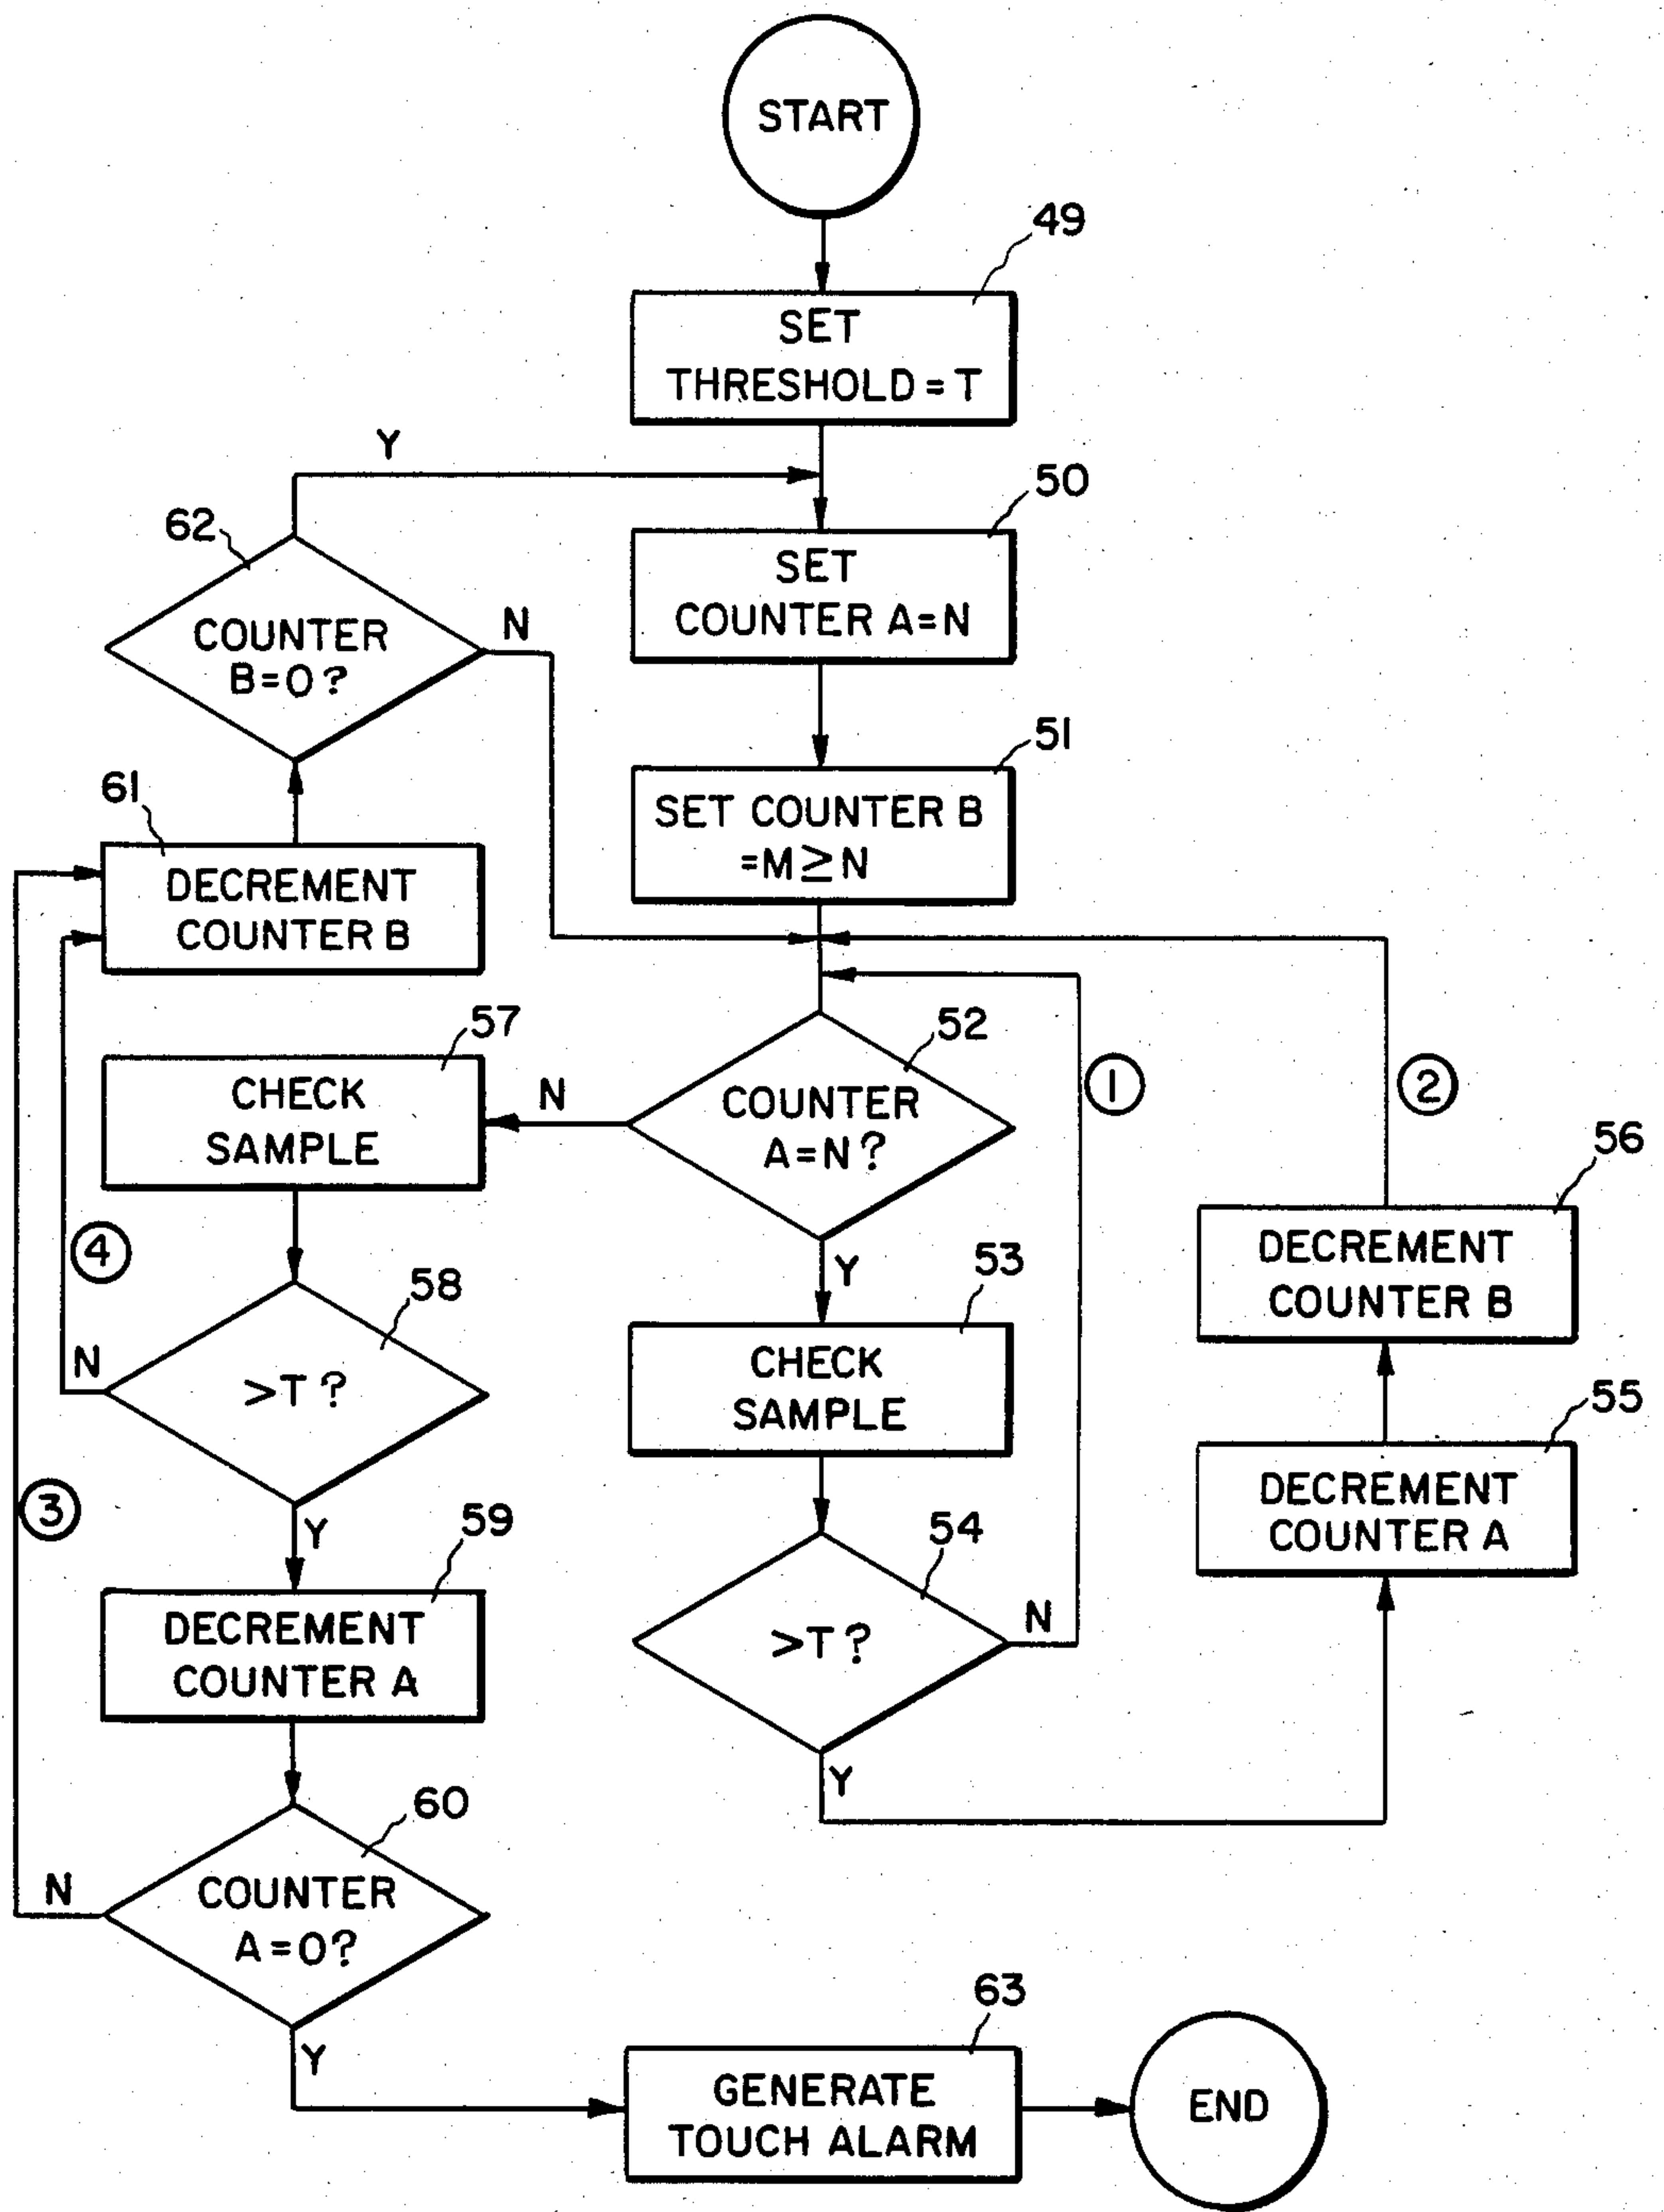 START
49
SET
THRESHOLD = T
Y
50
62
SET
COUNTER A=N
COUNTER
B=0?
N
51
61
SET COUNTER B
=M≥N
DECREMENT
COUNTER B
57
52
CHECK
SAMPLE
N
COUNTER
A=N?
1
2
56
DECREMENT
COUNTER B
4
Y
53
58
CHECK
SAMPLE
N
>T?
55
DECREMENT
COUNTER A
3
Y
59
54
DECREMENT
COUNTER A
>T?
N
Y
60
N
COUNTER
A=0?
Y
63
GENERATE
TOUCH ALARM
END